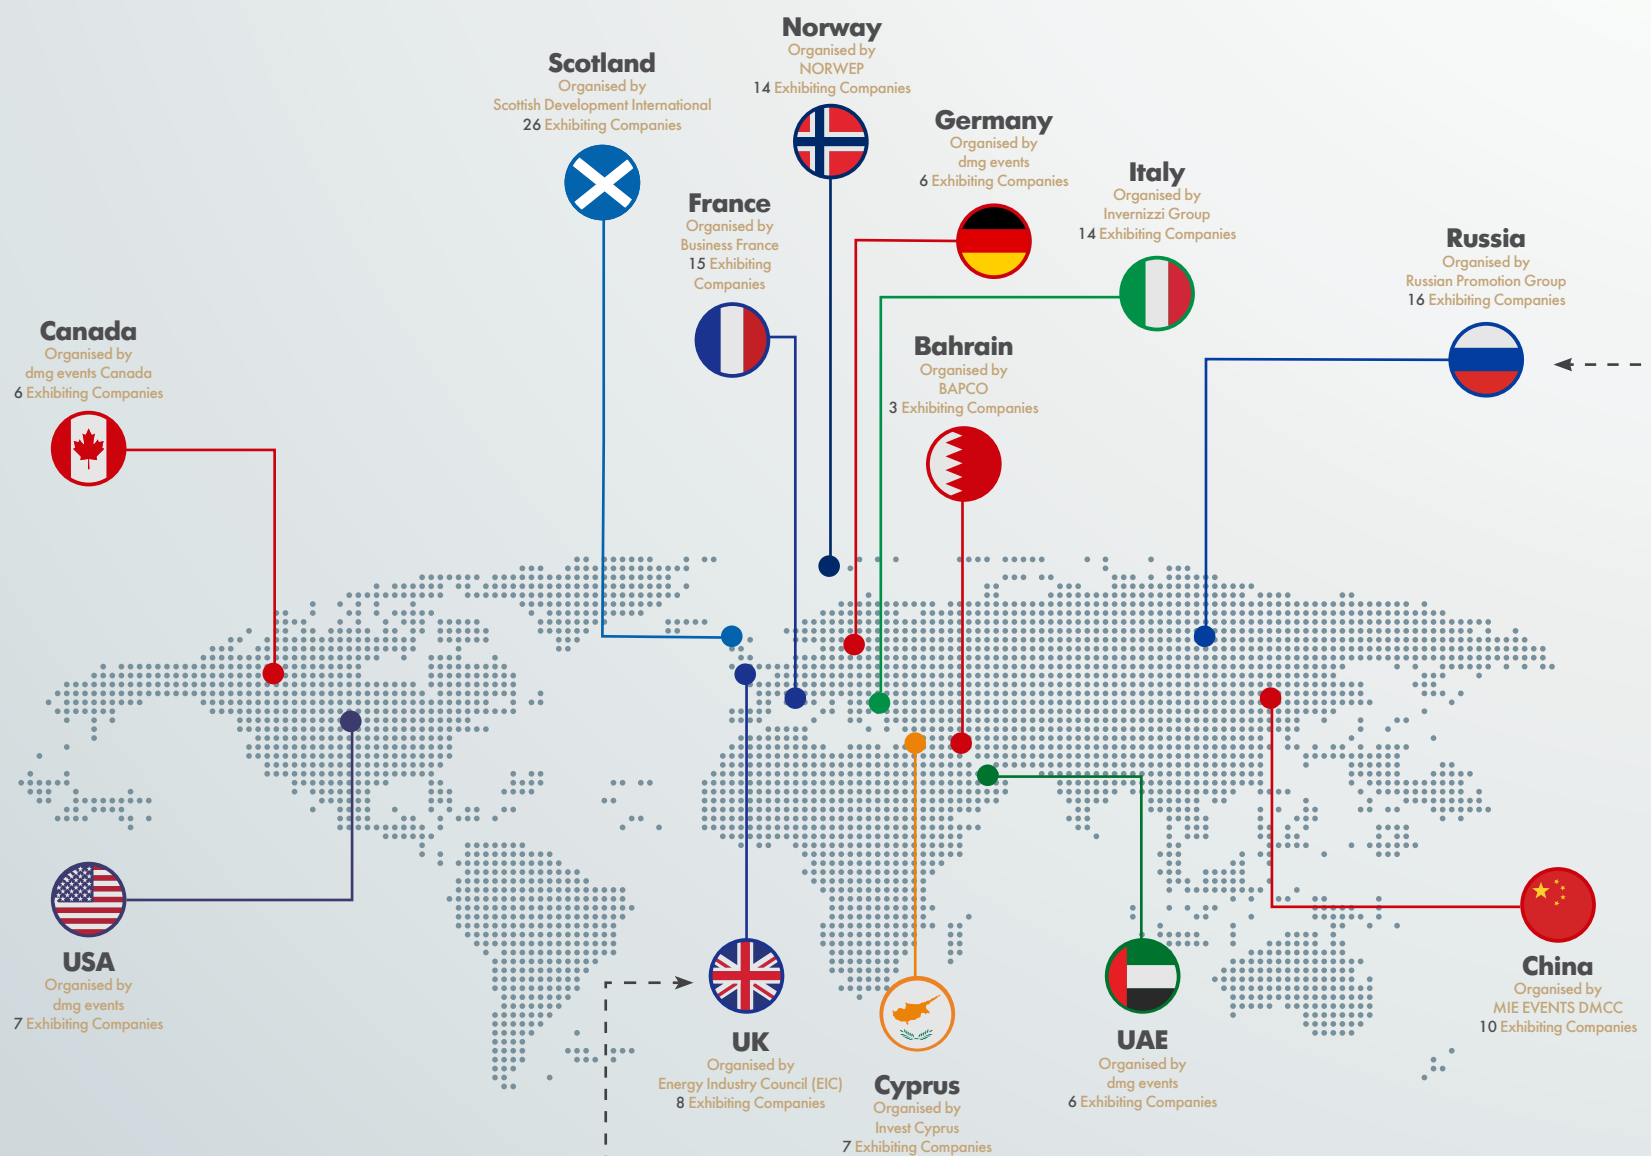 Norway
Organised by
NORWEP
14 Exhibiting Companies
Scotland
Organised by
Scottish Development International
26 Exhibiting Companies
Germany
Organised by
dmg events
6 Exhibiting Companies
Italy
Organised by
Invernizzi Group
14 Exhibiting Companies
France
Organised by
Business France
15 Exhibiting
Companies
Russia
Organised by
Russian Promotion Group
16 Exhibiting Companies
Canada
Organised by
dmg events Canada
6 Exhibiting Companies
Bahrain
Organised by
BAPCO
3 Exhibiting Companies
USA
Organised by
dmg events
7 Exhibiting Companies
UK
Organised by
Energy Industry Council (EIC)
8 Exhibiting Companies
Cyprus
Organised by
Invest Cyprus
7 Exhibiting Companies
UAE
Organised by
dmg events
6 Exhibiting Companies
China
Organised by
MIE EVENTS DMCC
10 Exhibiting Companies